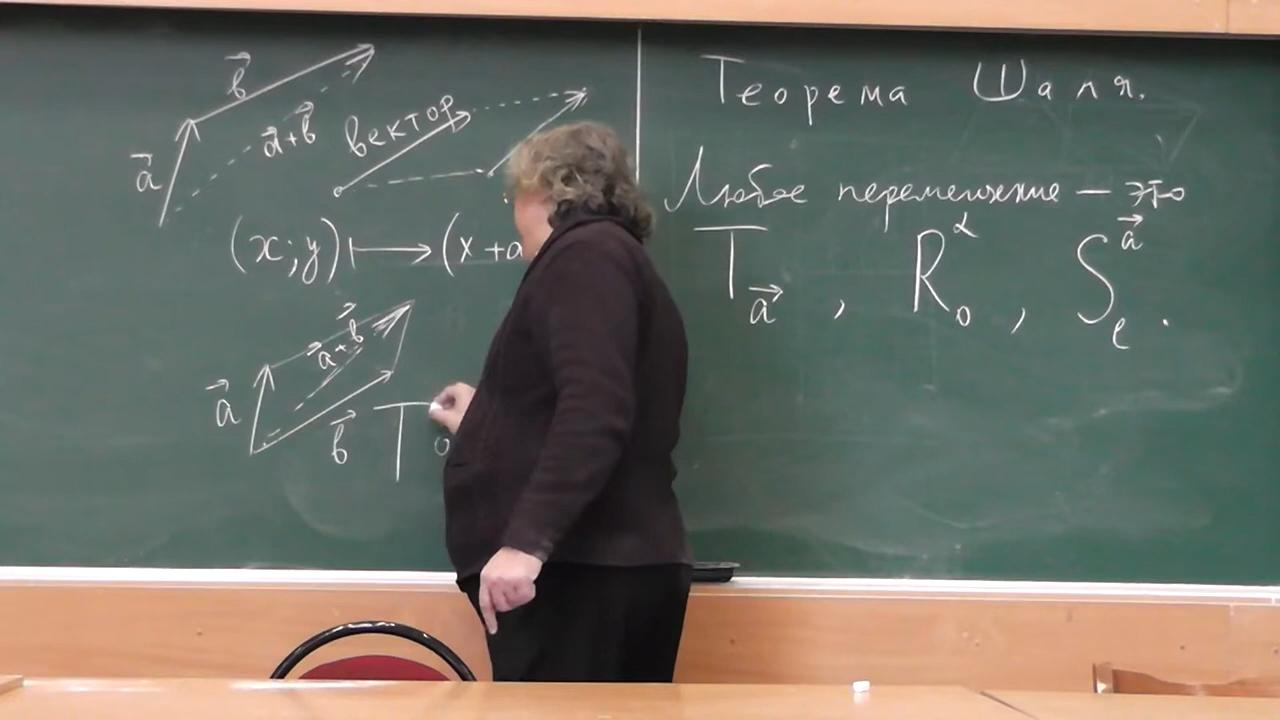 b⃗
a⃗
a⃗+b⃗
вектор
(x;y) ↦ (x+a
a⃗
a⃗+b⃗
b⃗
T
Теорема Шаля.
Любое перемещение — это
T_a⃗ , R_o^α , S_l^a⃗ .